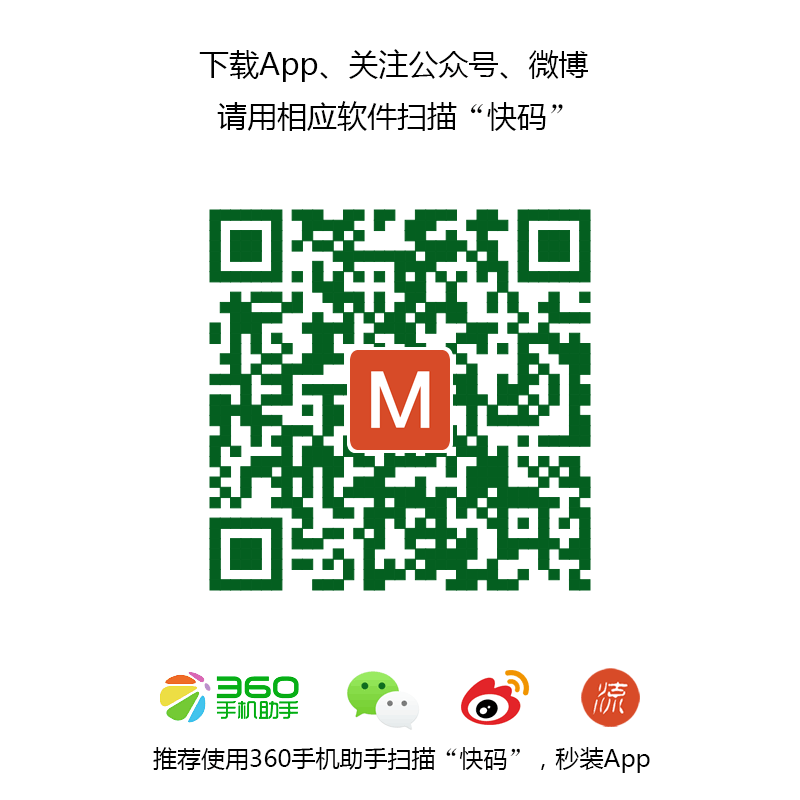 下载App、关注公众号、微博
请用相应软件扫描“快码”
M
360
手机助手
流
推荐使用360手机助手扫描“快码”，秒装App